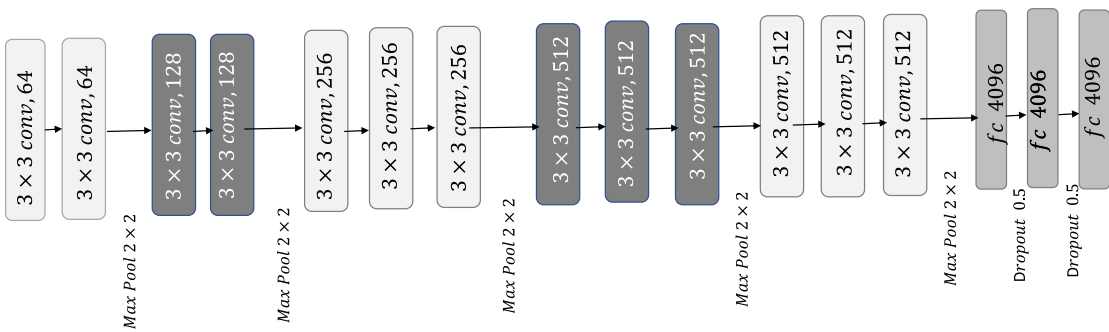 3 × 3 conv, 64
3 × 3 conv, 64
Max Pool 2 × 2
3 × 3 conv, 128
3 × 3 conv, 128
Max Pool 2 × 2
3 × 3 conv, 256
3 × 3 conv, 256
3 × 3 conv, 256
Max Pool 2 × 2
3 × 3 conv, 512
3 × 3 conv, 512
3 × 3 conv, 512
Max Pool 2 × 2
3 × 3 conv, 512
3 × 3 conv, 512
3 × 3 conv, 512
Max Pool 2 × 2
fc 4096
Dropout 0.5
fc 4096
Dropout 0.5
fc 4096